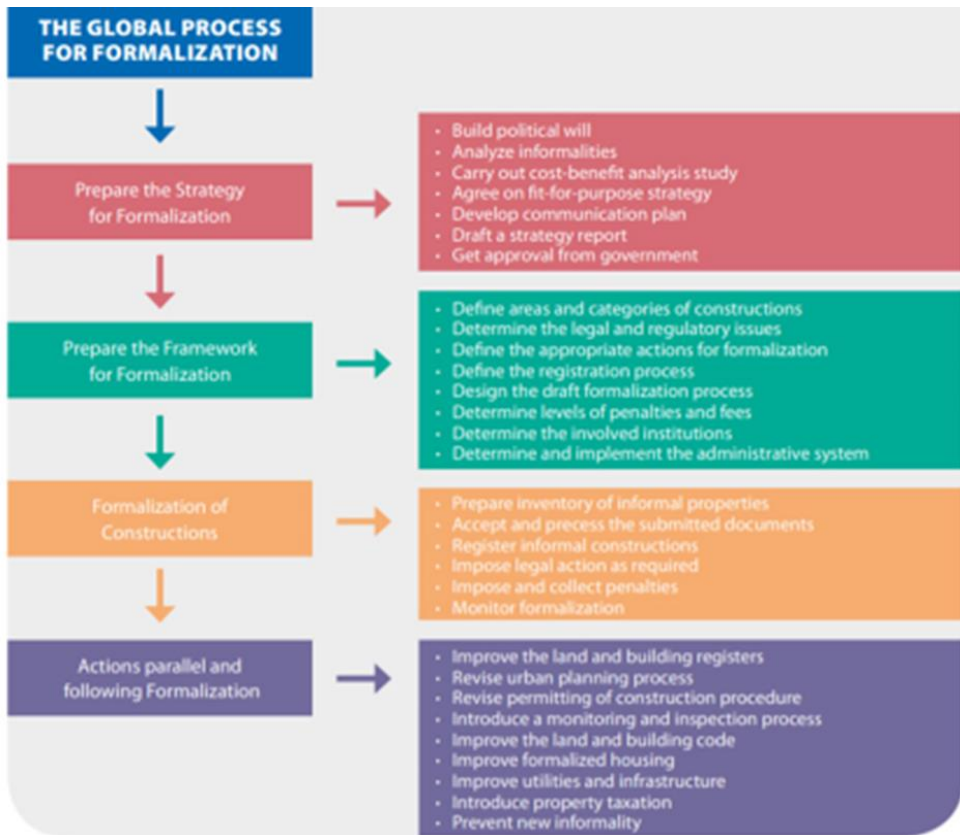 THE GLOBAL PROCESS
FOR FORMALIZATION
Prepare the Strategy
for Formalization
• Build political will
• Analyze informalities
• Carry out cost-benefit analysis study
• Agree on fit-for-purpose strategy
• Develop communication plan
• Draft a strategy report
• Get approval from government
Prepare the Framework
for Formalization
• Define areas and categories of constructions
• Determine the legal and regulatory issues
• Define the appropriate actions for formalization
• Define the registration process
• Design the draft formalization process
• Determine levels of penalties and fees
• Determine the involved institutions
• Determine and implement the administrative system
Formalization of
Constructions
• Prepare inventory of informal properties
• Accept and precess the submitted documents
• Register informal constructions
• Impose legal action as required
• Impose and collect penalties
• Monitor formalization
Actions parallel and
following Formalization
• Improve the land and building registers
• Revise urban planning process
• Revise permitting of construction procedure
• Introduce a monitoring and inspection process
• Improve the land and building code
• Improve formalized housing
• Improve utilities and infrastructure
• Introduce property taxation
• Prevent new informality